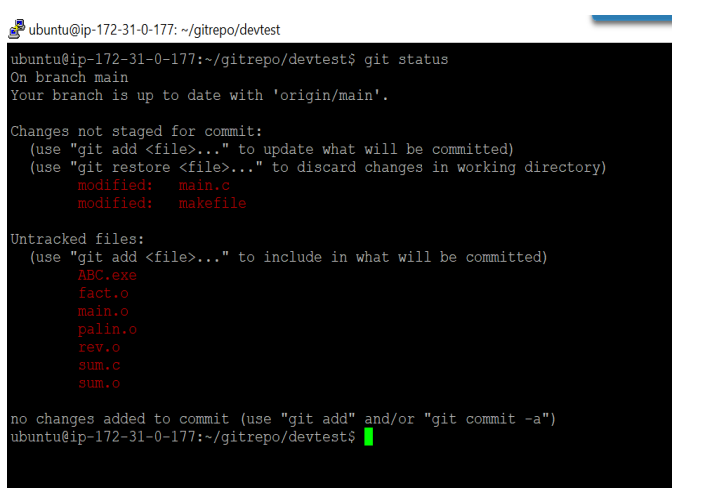 ubuntu@ip-172-31-0-177: ~/gitrepo/devtest
ubuntu@ip-172-31-0-177:~/gitrepo/devtest$ git status
On branch main
Your branch is up to date with 'origin/main'.
Changes not staged for commit:
(use "git add <file>..." to update what will be committed)
(use "git restore <file>..." to discard changes in working directory)
modified: main.c
modified: makefile
Untracked files:
(use "git add <file>..." to include in what will be committed)
ABC.exe
fact.o
main.o
palin.o
rev.o
sum.c
sum.o
no changes added to commit (use "git add" and/or "git commit -a")
ubuntu@ip-172-31-0-177:~/gitrepo/devtest$